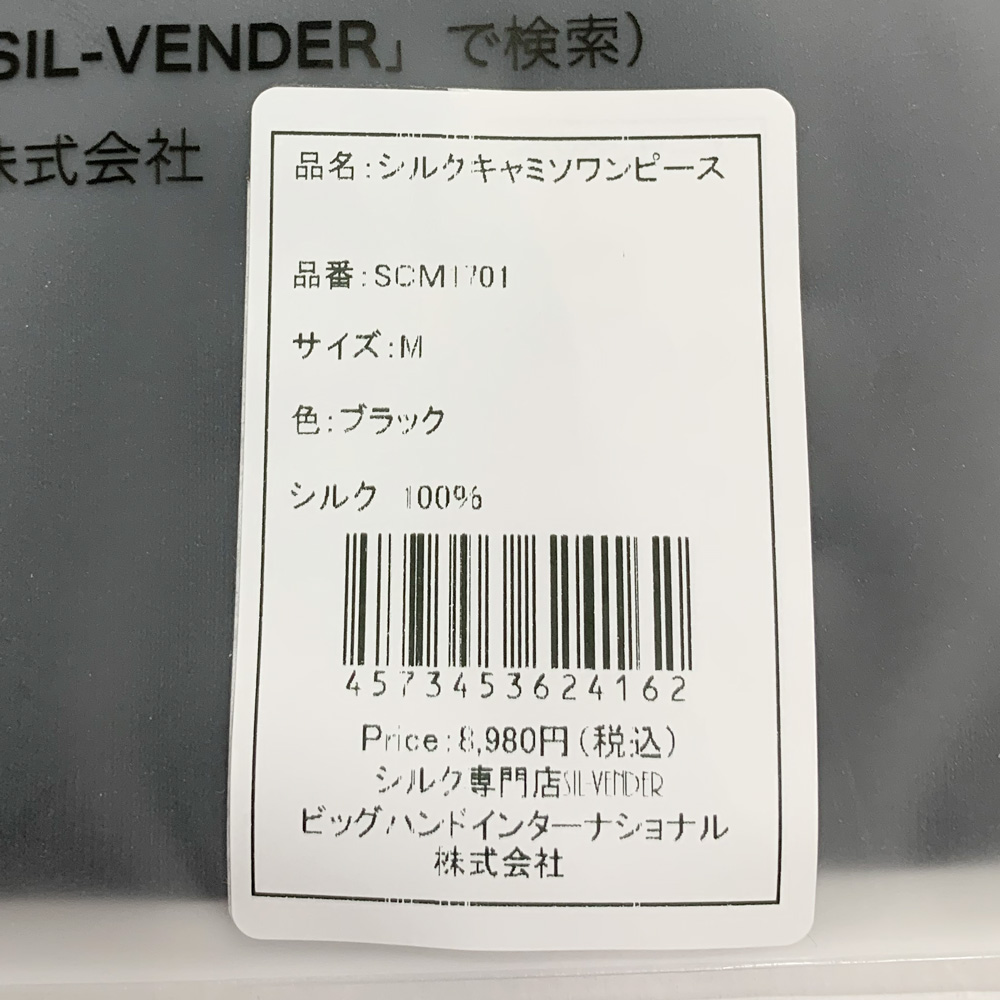 SIL-VENDER」で検索）
株式会社
品名:シルクキャミソワンピース
品番:SCM1701
サイズ:M
色:ブラック
シルク 100%
4573453624162
Price:8,980円(税込)
シルク専門店SIL-VENDER
ビッグハンドインターナショナル
株式会社